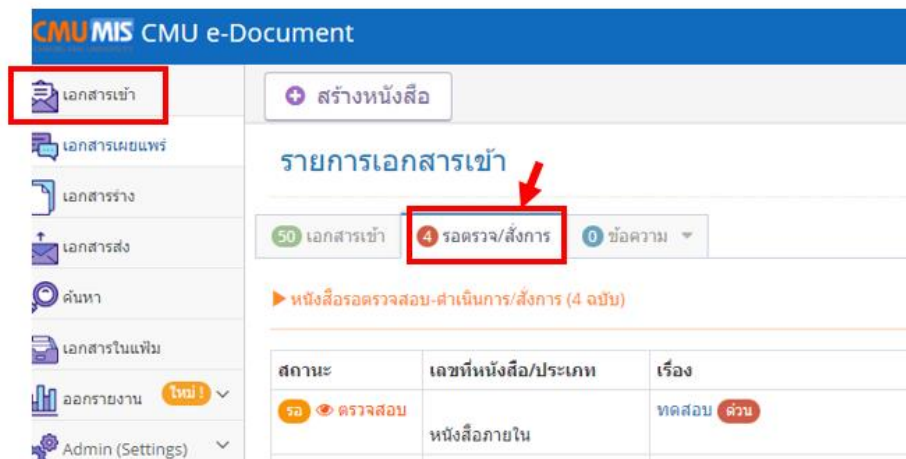 CMU MIS CMU e-Document
เอกสารเข้า
เอกสารเผยแพร่
เอกสารร่าง
เอกสารส่ง
ค้นหา
เอกสารในแฟ้ม
ออกรายงาน ใหม่ !
Admin (Settings)
สร้างหนังสือ
รายการเอกสารเข้า
50 เอกสารเข้า 4 รอตรวจ/สั่งการ 0 ข้อความ
หนังสือรอตรวจสอบ-ดำเนินการ/สั่งการ (4 ฉบับ)
สถานะ เลขที่หนังสือ/ประเภท เรื่อง
รอ ตรวจสอบ ทดสอบ ด่วน
หนังสือภายใน